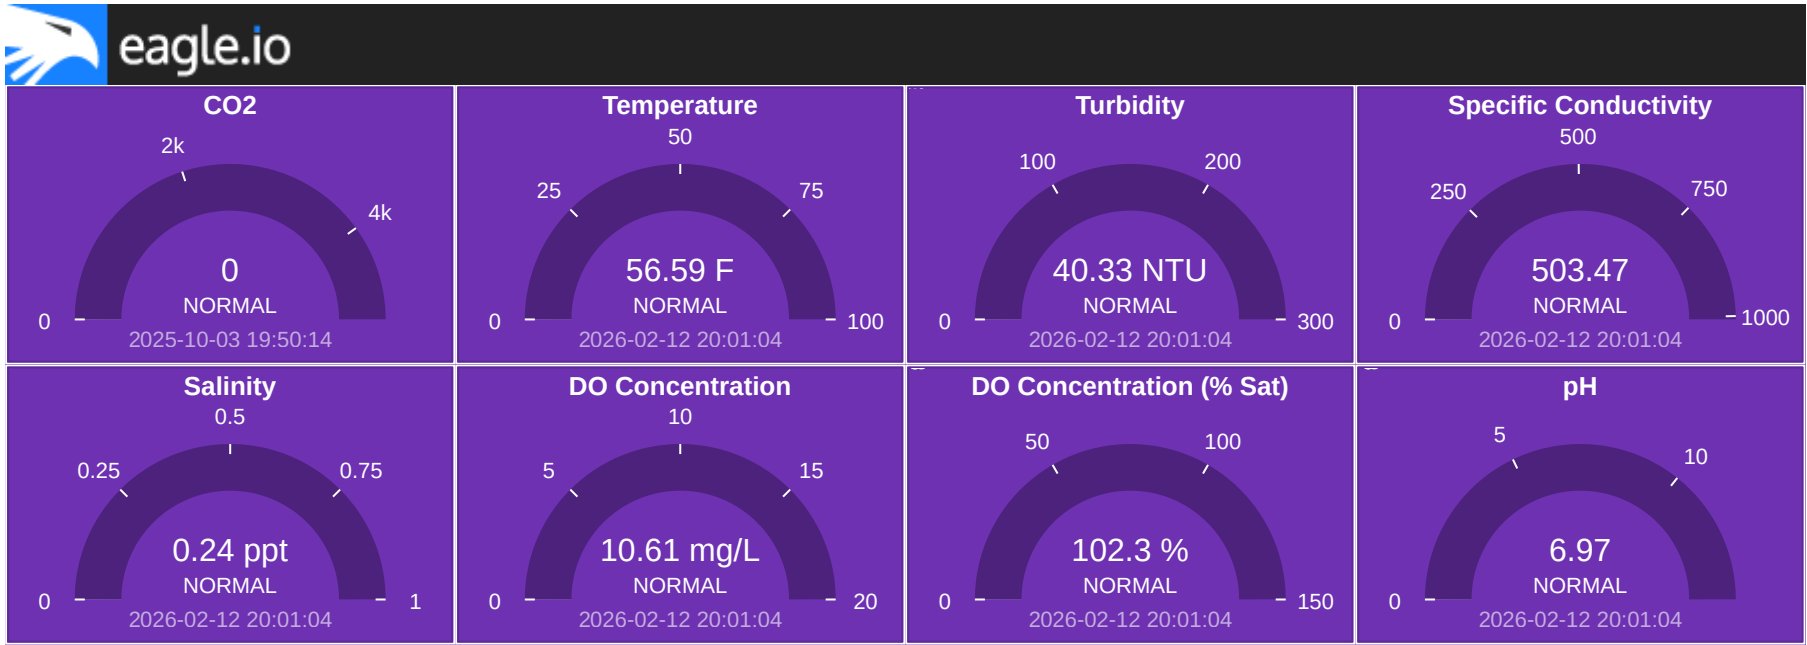 eagle.io
CO2
2k
4k
0
0
NORMAL
2025-10-03 19:50:14
Temperature
50
25
75
56.59 F
NORMAL
0
100
2026-02-12 20:01:04
Turbidity
100
200
40.33 NTU
NORMAL
0
300
2026-02-12 20:01:04
Specific Conductivity
500
250
750
503.47
NORMAL
0
1000
2026-02-12 20:01:04
Salinity
0.5
0.25
0.75
0.24 ppt
NORMAL
0
1
2026-02-12 20:01:04
DO Concentration
10
5
15
10.61 mg/L
NORMAL
0
20
2026-02-12 20:01:04
DO Concentration (% Sat)
50
100
102.3 %
NORMAL
0
150
2026-02-12 20:01:04
pH
5
10
6.97
NORMAL
0
2026-02-12 20:01:04